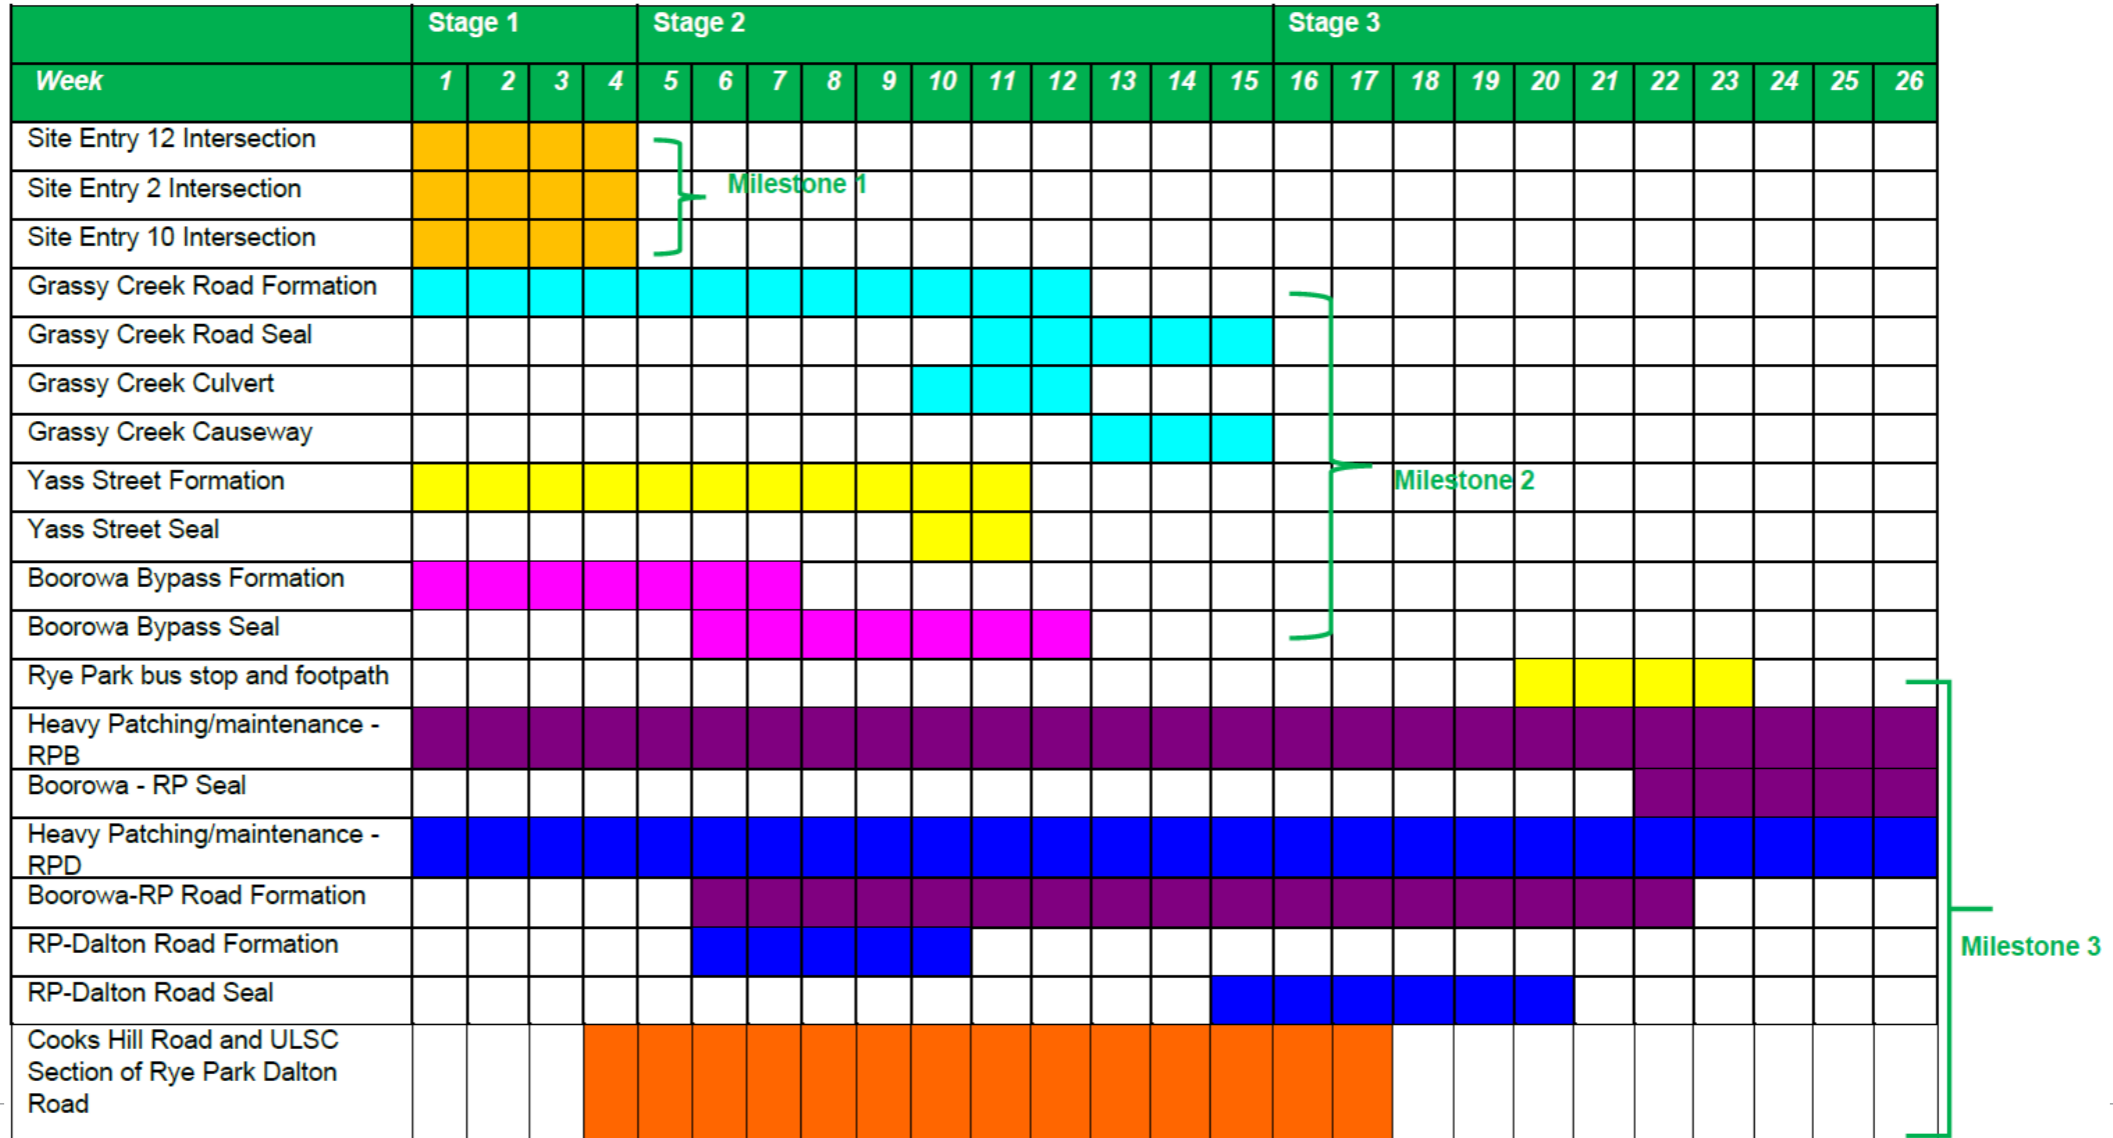 Stage 1 Stage 2 Stage 3
Week 1 2 3 4 5 6 7 8 9 10 11 12 13 14 15 16 17 18 19 20 21 22 23 24 25 26
Site Entry 12 Intersection
Site Entry 2 Intersection
Milestone 1
Site Entry 10 Intersection
Grassy Creek Road Formation
Grassy Creek Road Seal
Grassy Creek Culvert
Grassy Creek Causeway
Yass Street Formation
Milestone 2
Yass Street Seal
Boorowa Bypass Formation
Boorowa Bypass Seal
Rye Park bus stop and footpath
Heavy Patching/maintenance -
RPB
Boorowa - RP Seal
Heavy Patching/maintenance -
RPD
Boorowa-RP Road Formation
RP-Dalton Road Formation
Milestone 3
RP-Dalton Road Seal
Cooks Hill Road and ULSC
Section of Rye Park Dalton
Road